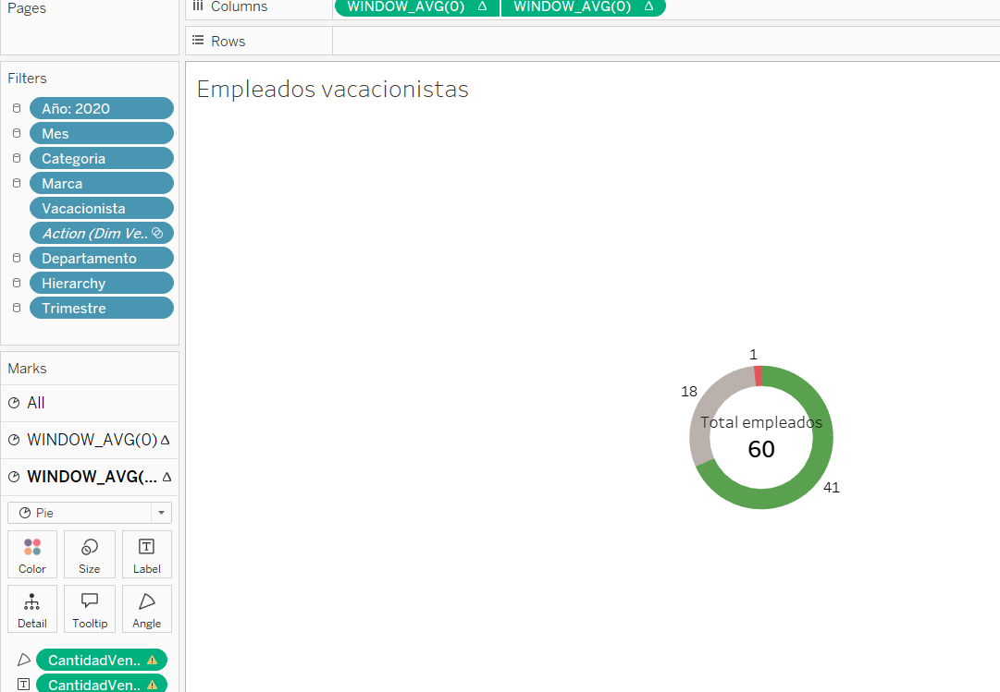 Pages
Columns
WINDOW_AVG(0) Δ
WINDOW_AVG(0) Δ
Rows
Filters
Año: 2020
Mes
Categoria
Marca
Vacacionista
Action (Dim Ve..
Departamento
Hierarchy
Trimestre
Marks
All
WINDOW_AVG(0) Δ
WINDOW_AVG(... Δ
Pie
Color
Size
Label
Detail
Tooltip
Angle
CantidadVen..
CantidadVen..
Empleados vacacionistas
1
18
Total empleados
60
41